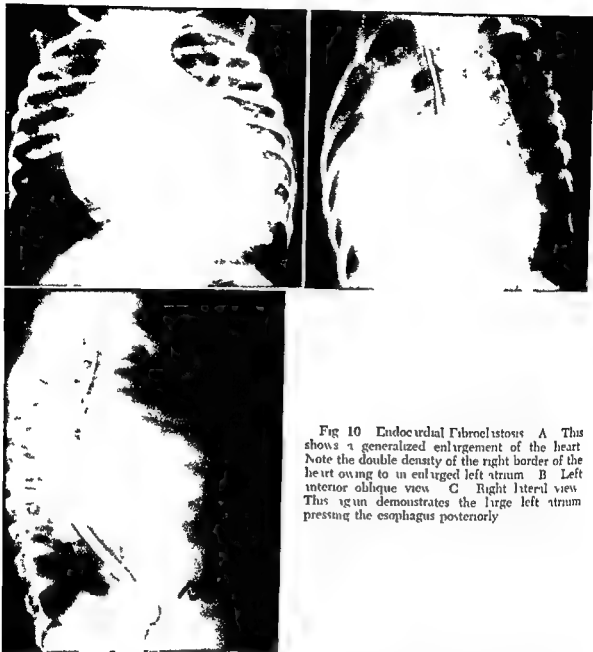 Fig 10 Endocardial Fibroelastosis A This
shows a generalized enlargement of the heart
Note the double density of the right border of the
heart owing to an enlarged left atrium B Left
anterior oblique view C Right lateral view
This again demonstrates the large left atrium
pressing the esophagus posteriorly